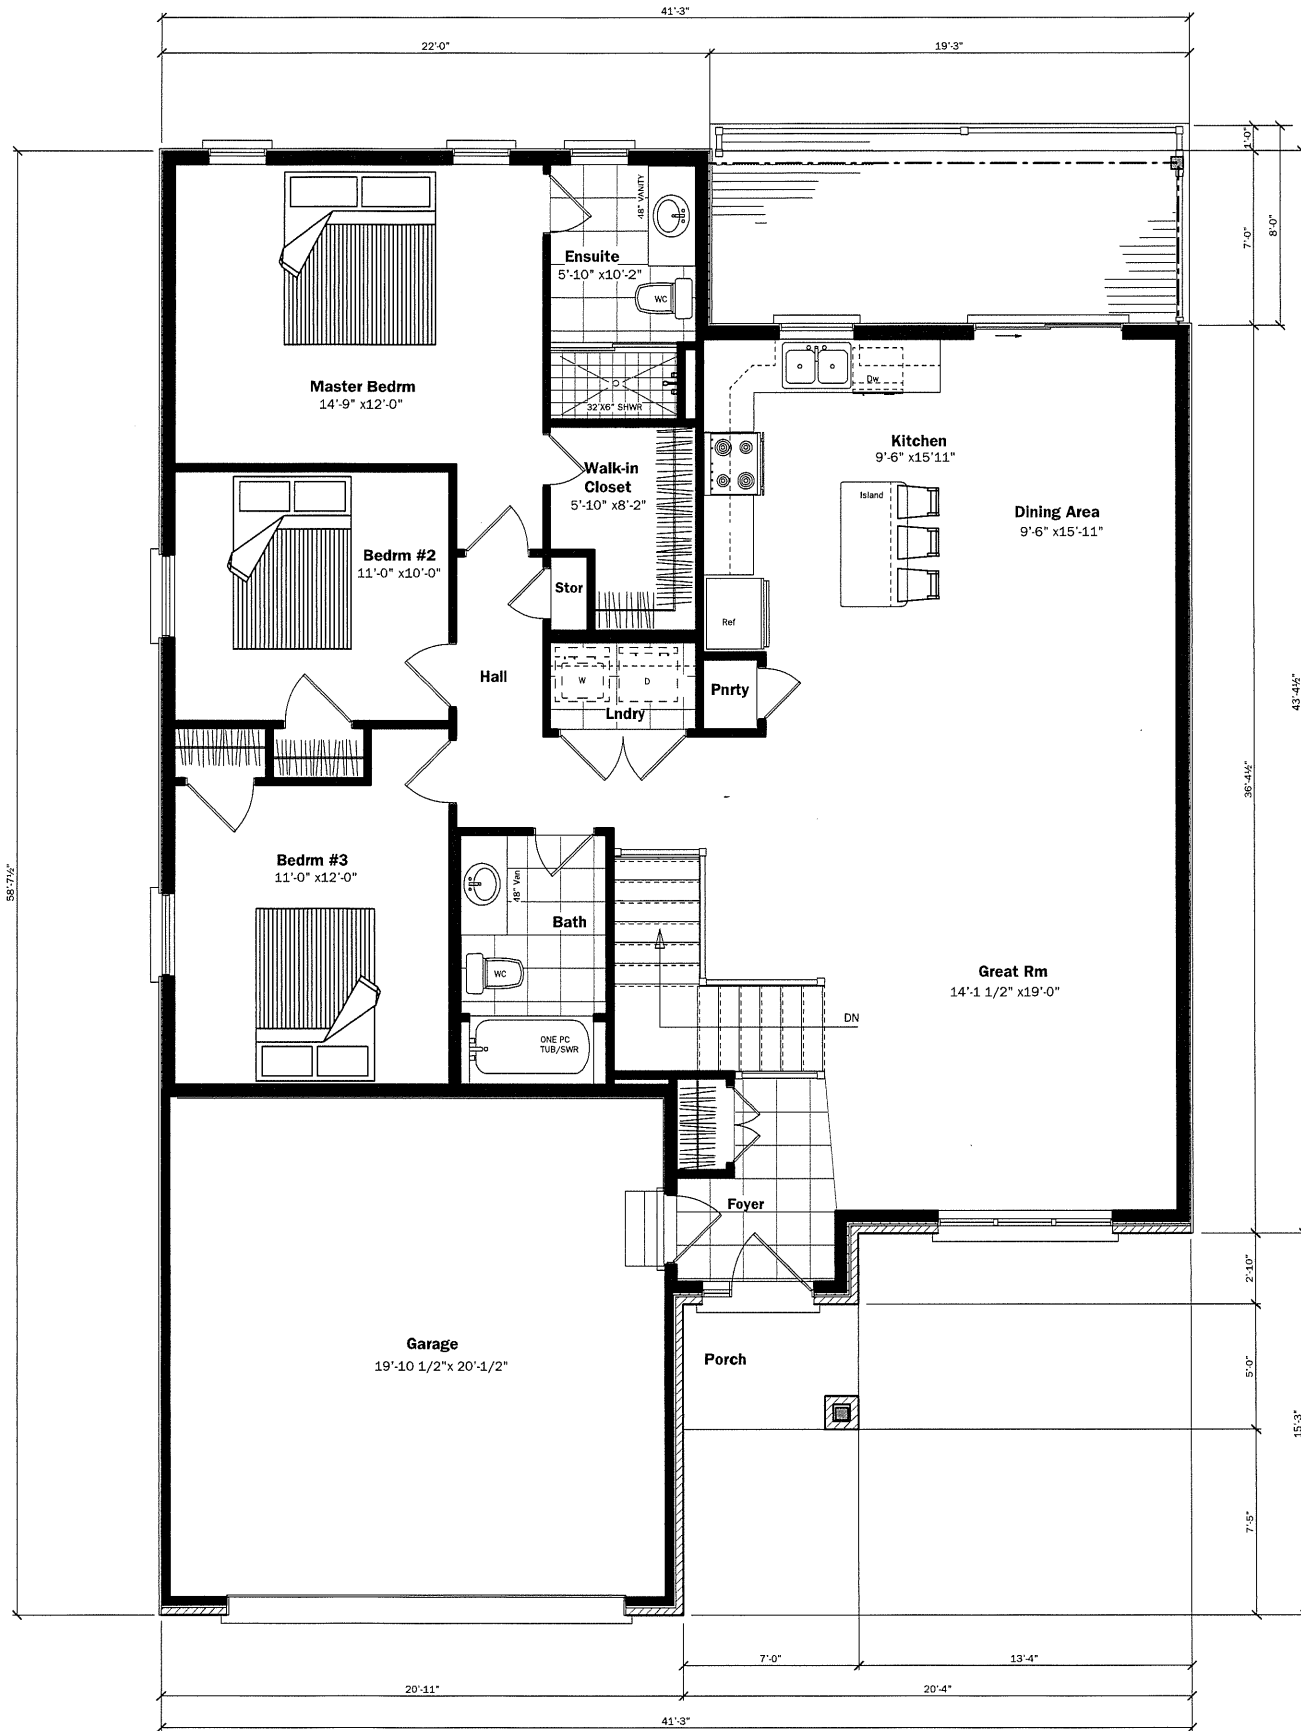 41'-3"
22'-0"
19'-3"
1'-0"
7'-0"
8'-0"
48" VANITY
Ensuite
5'-10" x10'-2"
WC
32"X6" SHWR
Master Bedrm
14'-9" x12'-0"
Dw
Kitchen
9'-6" x15'11"
Island
Dining Area
9'-6" x15'-11"
Walk-in
Closet
5'-10" x8'-2"
Bedrm #2
11'-0" x10'-0"
Stor
Ref
Hall
W
D
Lndry
Pnrty
43'-4½"
36'-4½"
58'-7½"
Bedrm #3
11'-0" x12'-0"
48" Van
Bath
WC
ONE PC
TUB/SWR
Great Rm
14'-1 1/2" x19'-0"
DN
Foyer
2'-10"
Garage
19'-10 1/2"x 20'-1/2"
Porch
5'-0"
15'-3"
7'-5"
7'-0"
13'-4"
20'-11"
20'-4"
41'-3"